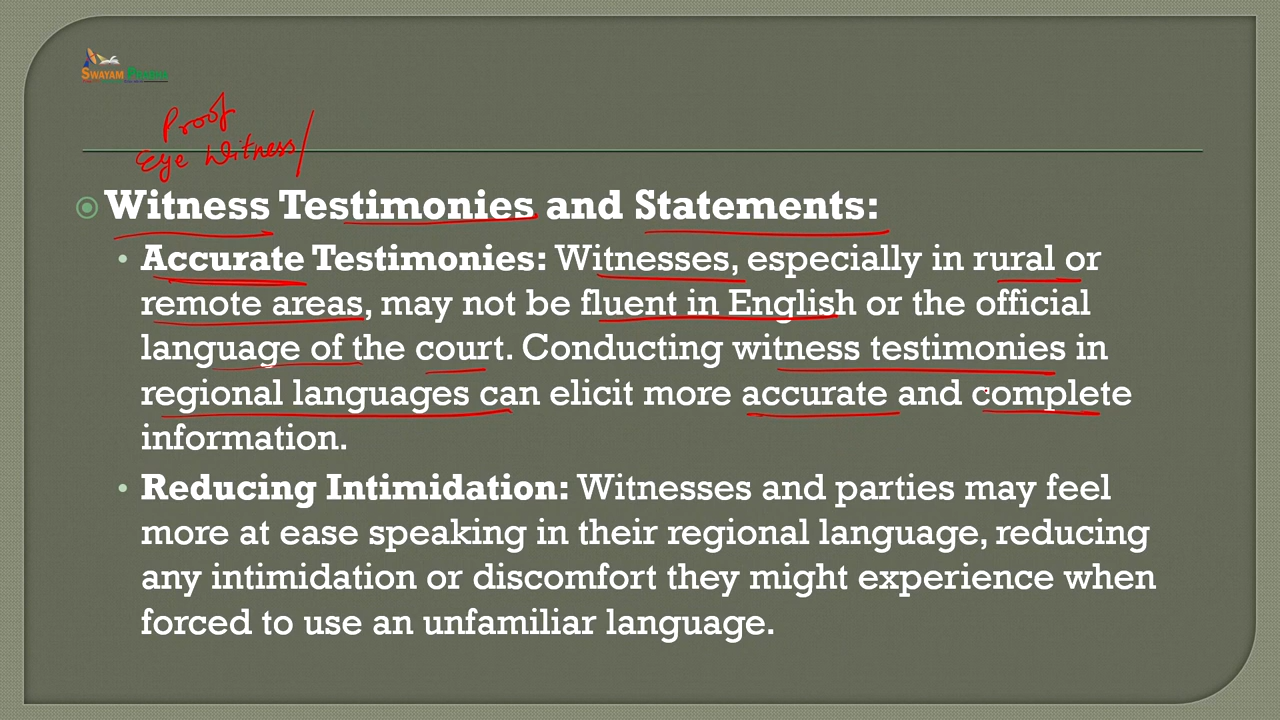 SWAYAM PRABHA
Proof
Eye Witness/
Witness Testimonies and Statements:
• Accurate Testimonies: Witnesses, especially in rural or
remote areas, may not be fluent in English or the official
language of the court. Conducting witness testimonies in
regional languages can elicit more accurate and complete
information.
• Reducing Intimidation: Witnesses and parties may feel
more at ease speaking in their regional language, reducing
any intimidation or discomfort they might experience when
forced to use an unfamiliar language.